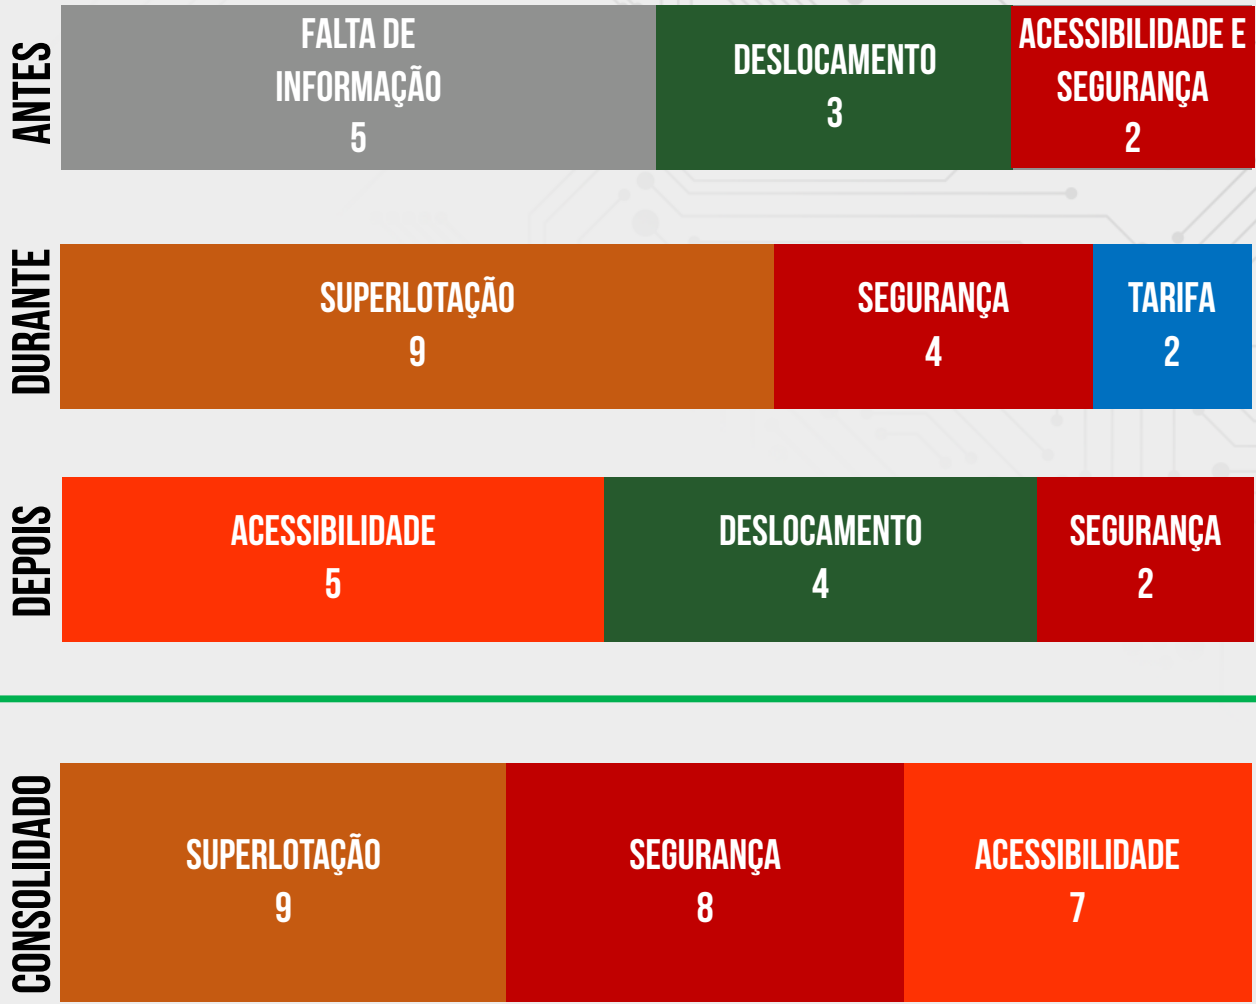 ANTES
FALTA DE
INFORMAÇÃO
5
DESLOCAMENTO
3
ACESSIBILIDADE E
SEGURANÇA
2
DURANTE
SUPERLOTAÇÃO
9
SEGURANÇA
4
TARIFA
2
DEPOIS
ACESSIBILIDADE
5
DESLOCAMENTO
4
SEGURANÇA
2
CONSOLIDADO
SUPERLOTAÇÃO
9
SEGURANÇA
8
ACESSIBILIDADE
7